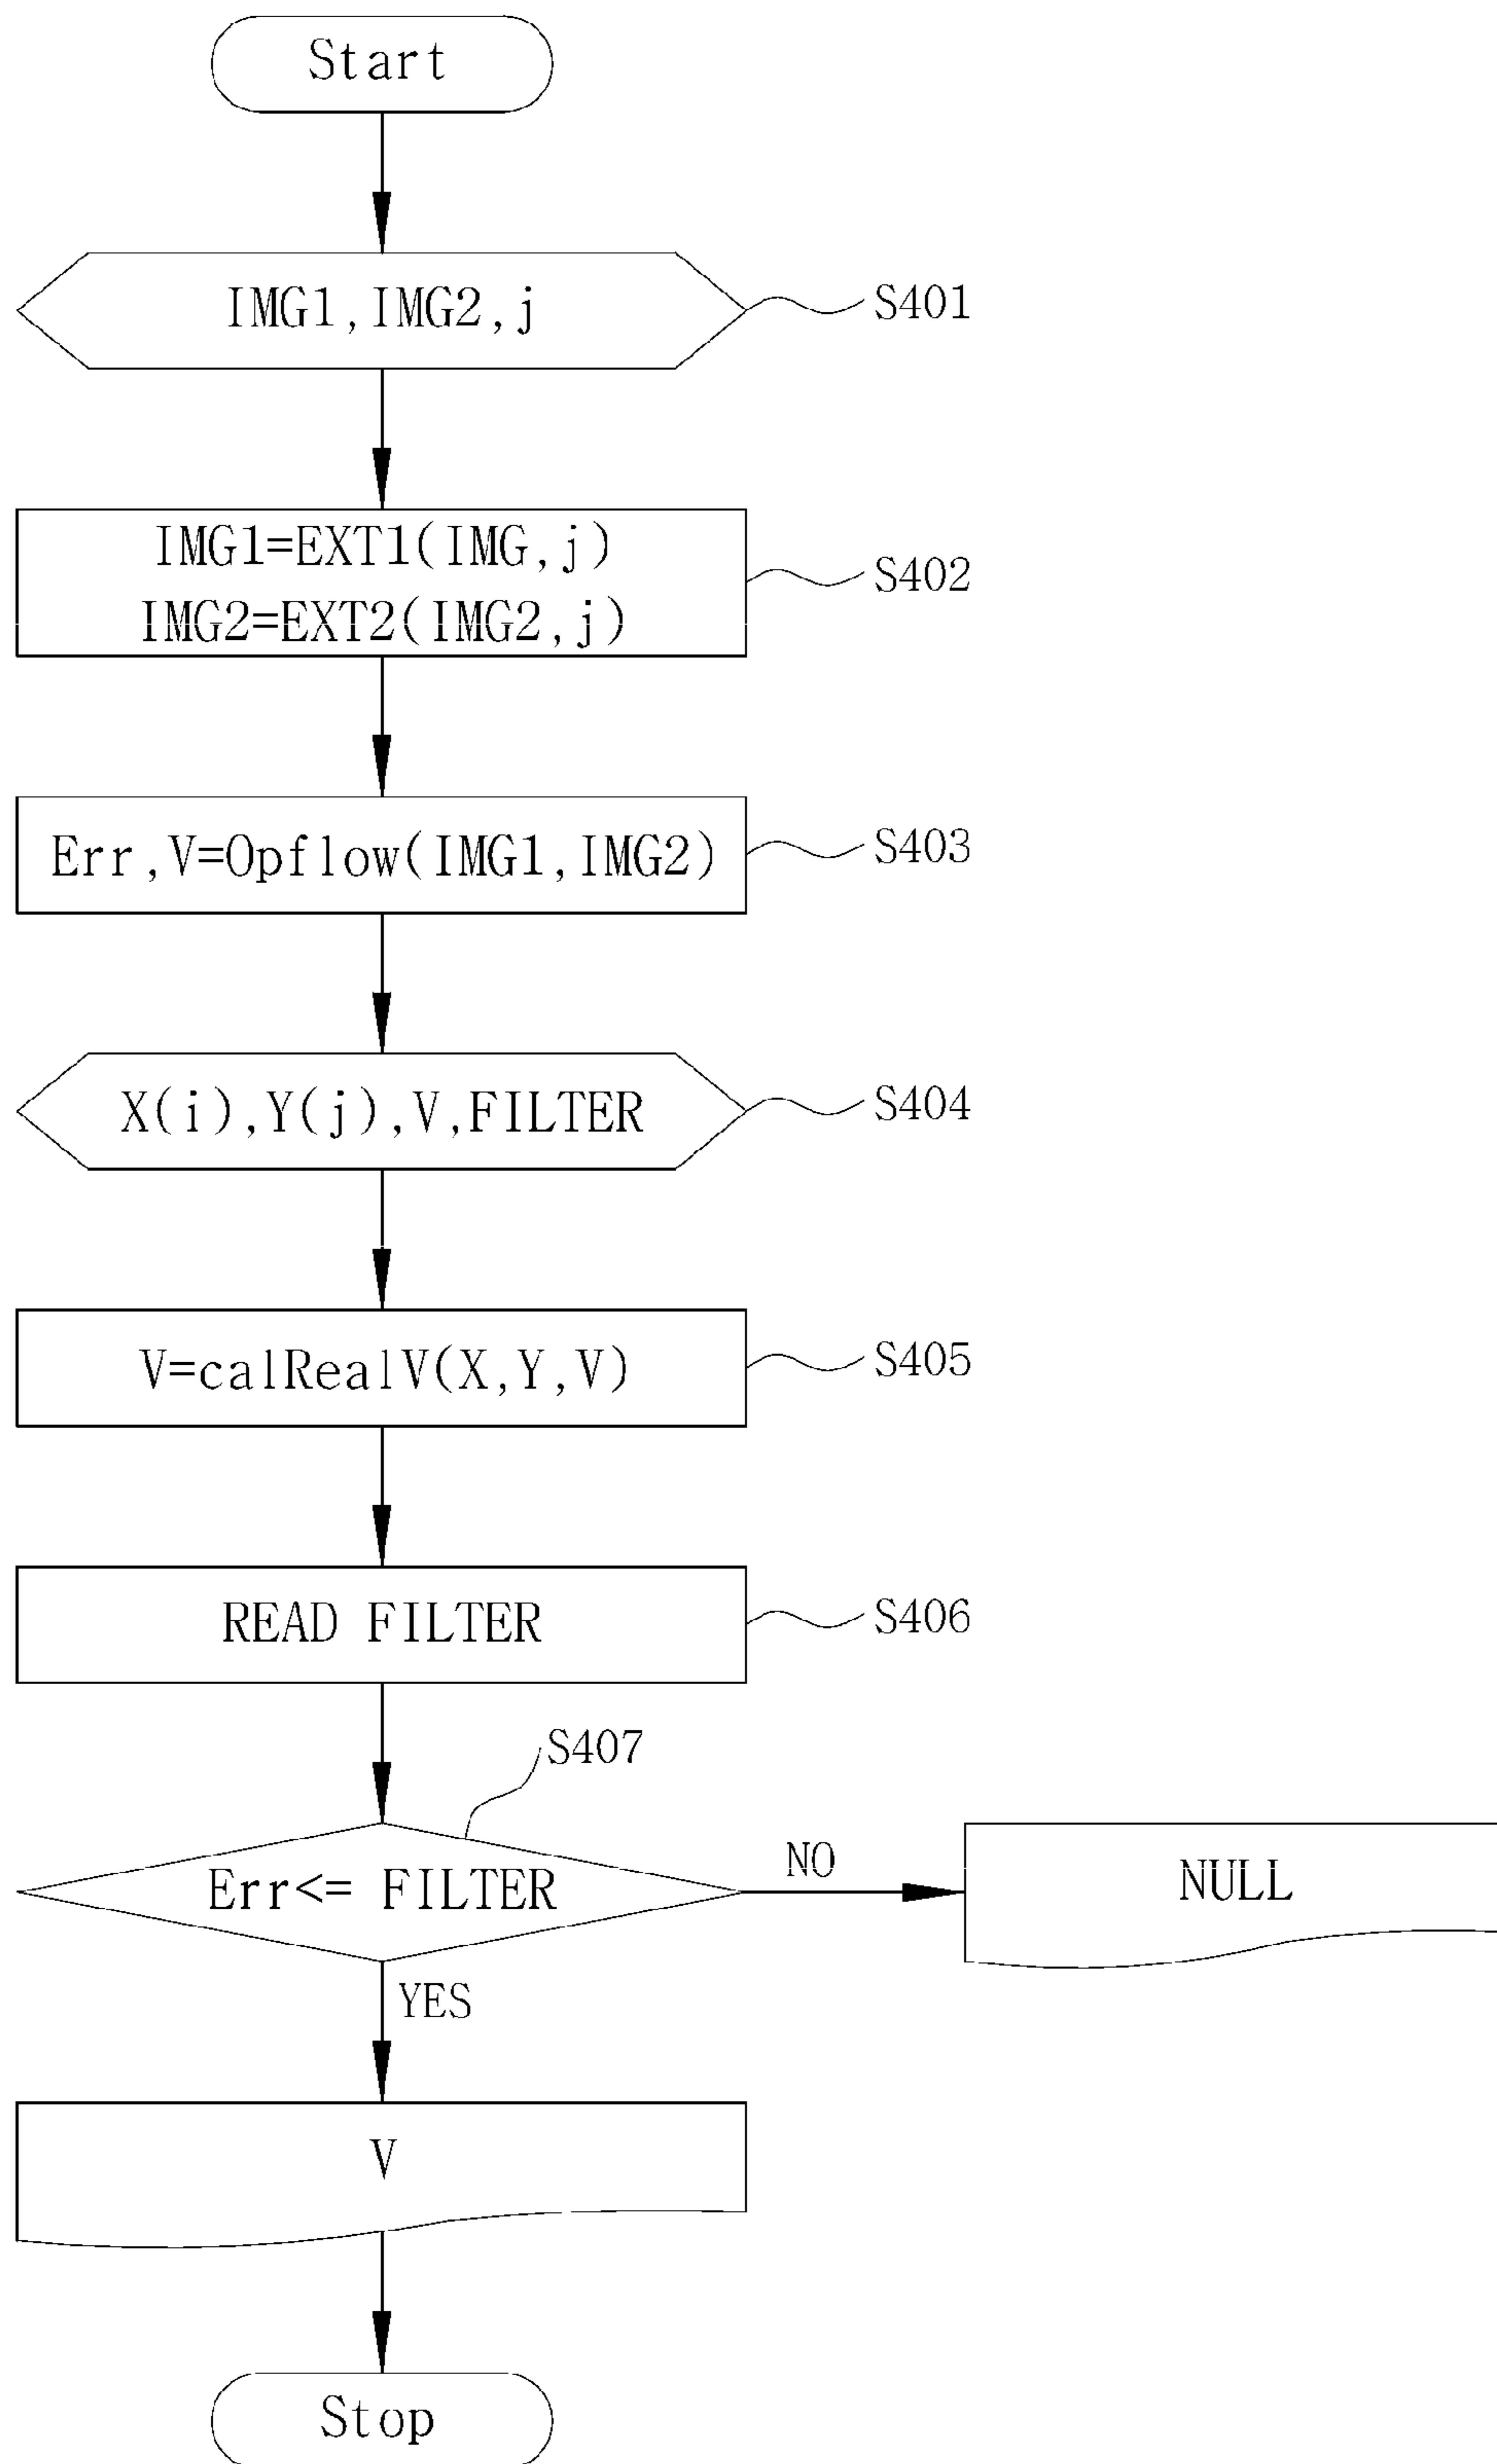 Start
IMG1,IMG2,j
S401
IMG1=EXT1(IMG,j)
IMG2=EXT2(IMG2,j)
S402
Err,V=Opflow(IMG1,IMG2)
S403
X(i),Y(j),V,FILTER
S404
V=calRealV(X,Y,V)
S405
READ FILTER
S406
S407
Err<= FILTER
NO
NULL
YES
V
Stop